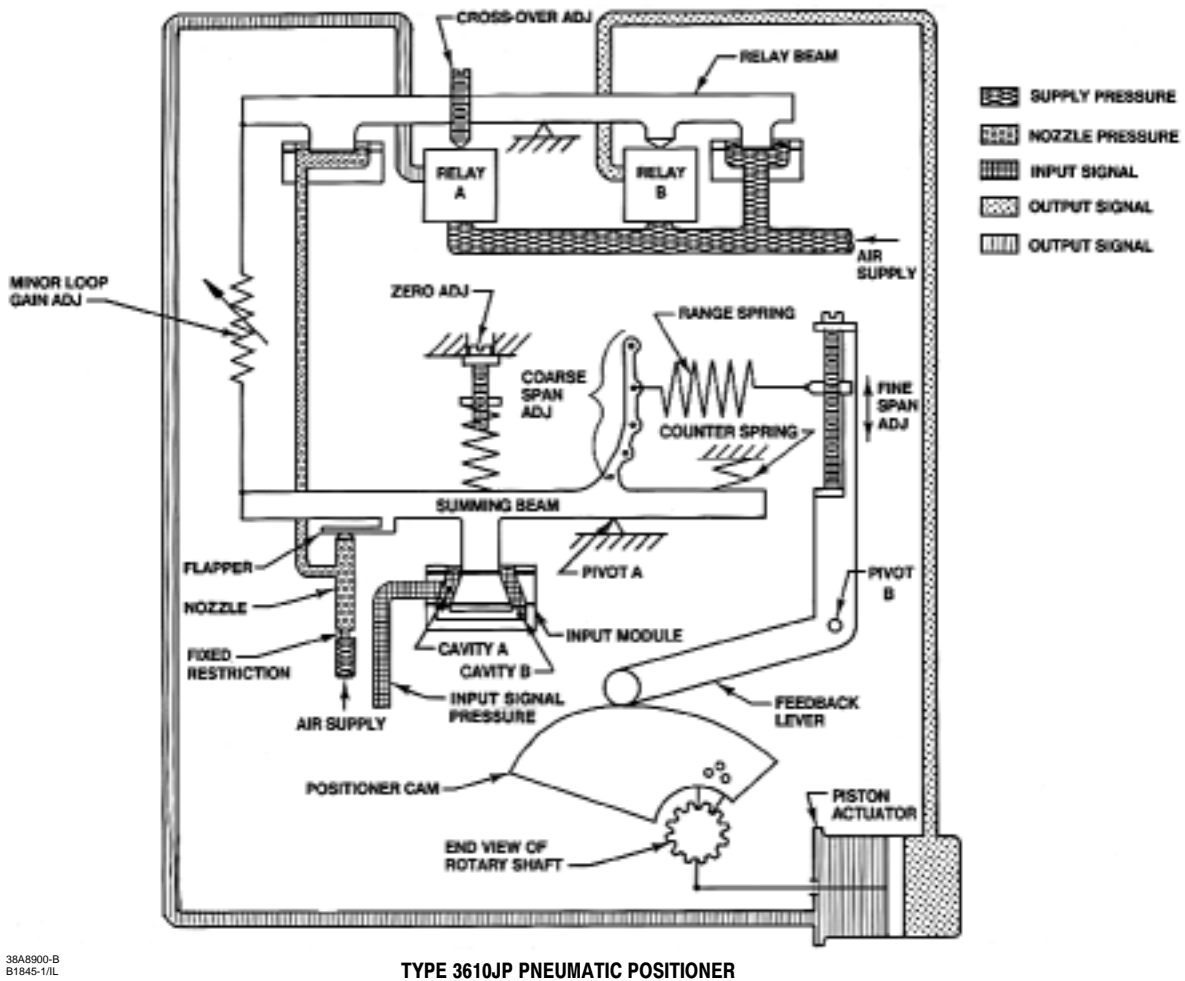 CROSS-OVER ADJ
RELAY BEAM
SUPPLY PRESSURE
NOZZLE PRESSURE
INPUT SIGNAL
OUTPUT SIGNAL
OUTPUT SIGNAL
RELAY
A
RELAY
B
AIR
SUPPLY
MINOR LOOP
GAIN ADJ
ZERO ADJ
RANGE SPRING
COARSE
SPAN
ADJ
FINE
SPAN
ADJ
COUNTER SPRING
SUMMING BEAM
FLAPPER
PIVOT A
PIVOT
B
NOZZLE
INPUT MODULE
CAVITY A
CAVITY B
FIXED
RESTRICTION
INPUT SIGNAL
PRESSURE
AIR SUPPLY
FEEDBACK
LEVER
POSITIONER CAM
PISTON
ACTUATOR
END VIEW OF
ROTARY SHAFT
38A8900-B
B1845-1/IL
TYPE 3610JP PNEUMATIC POSITIONER